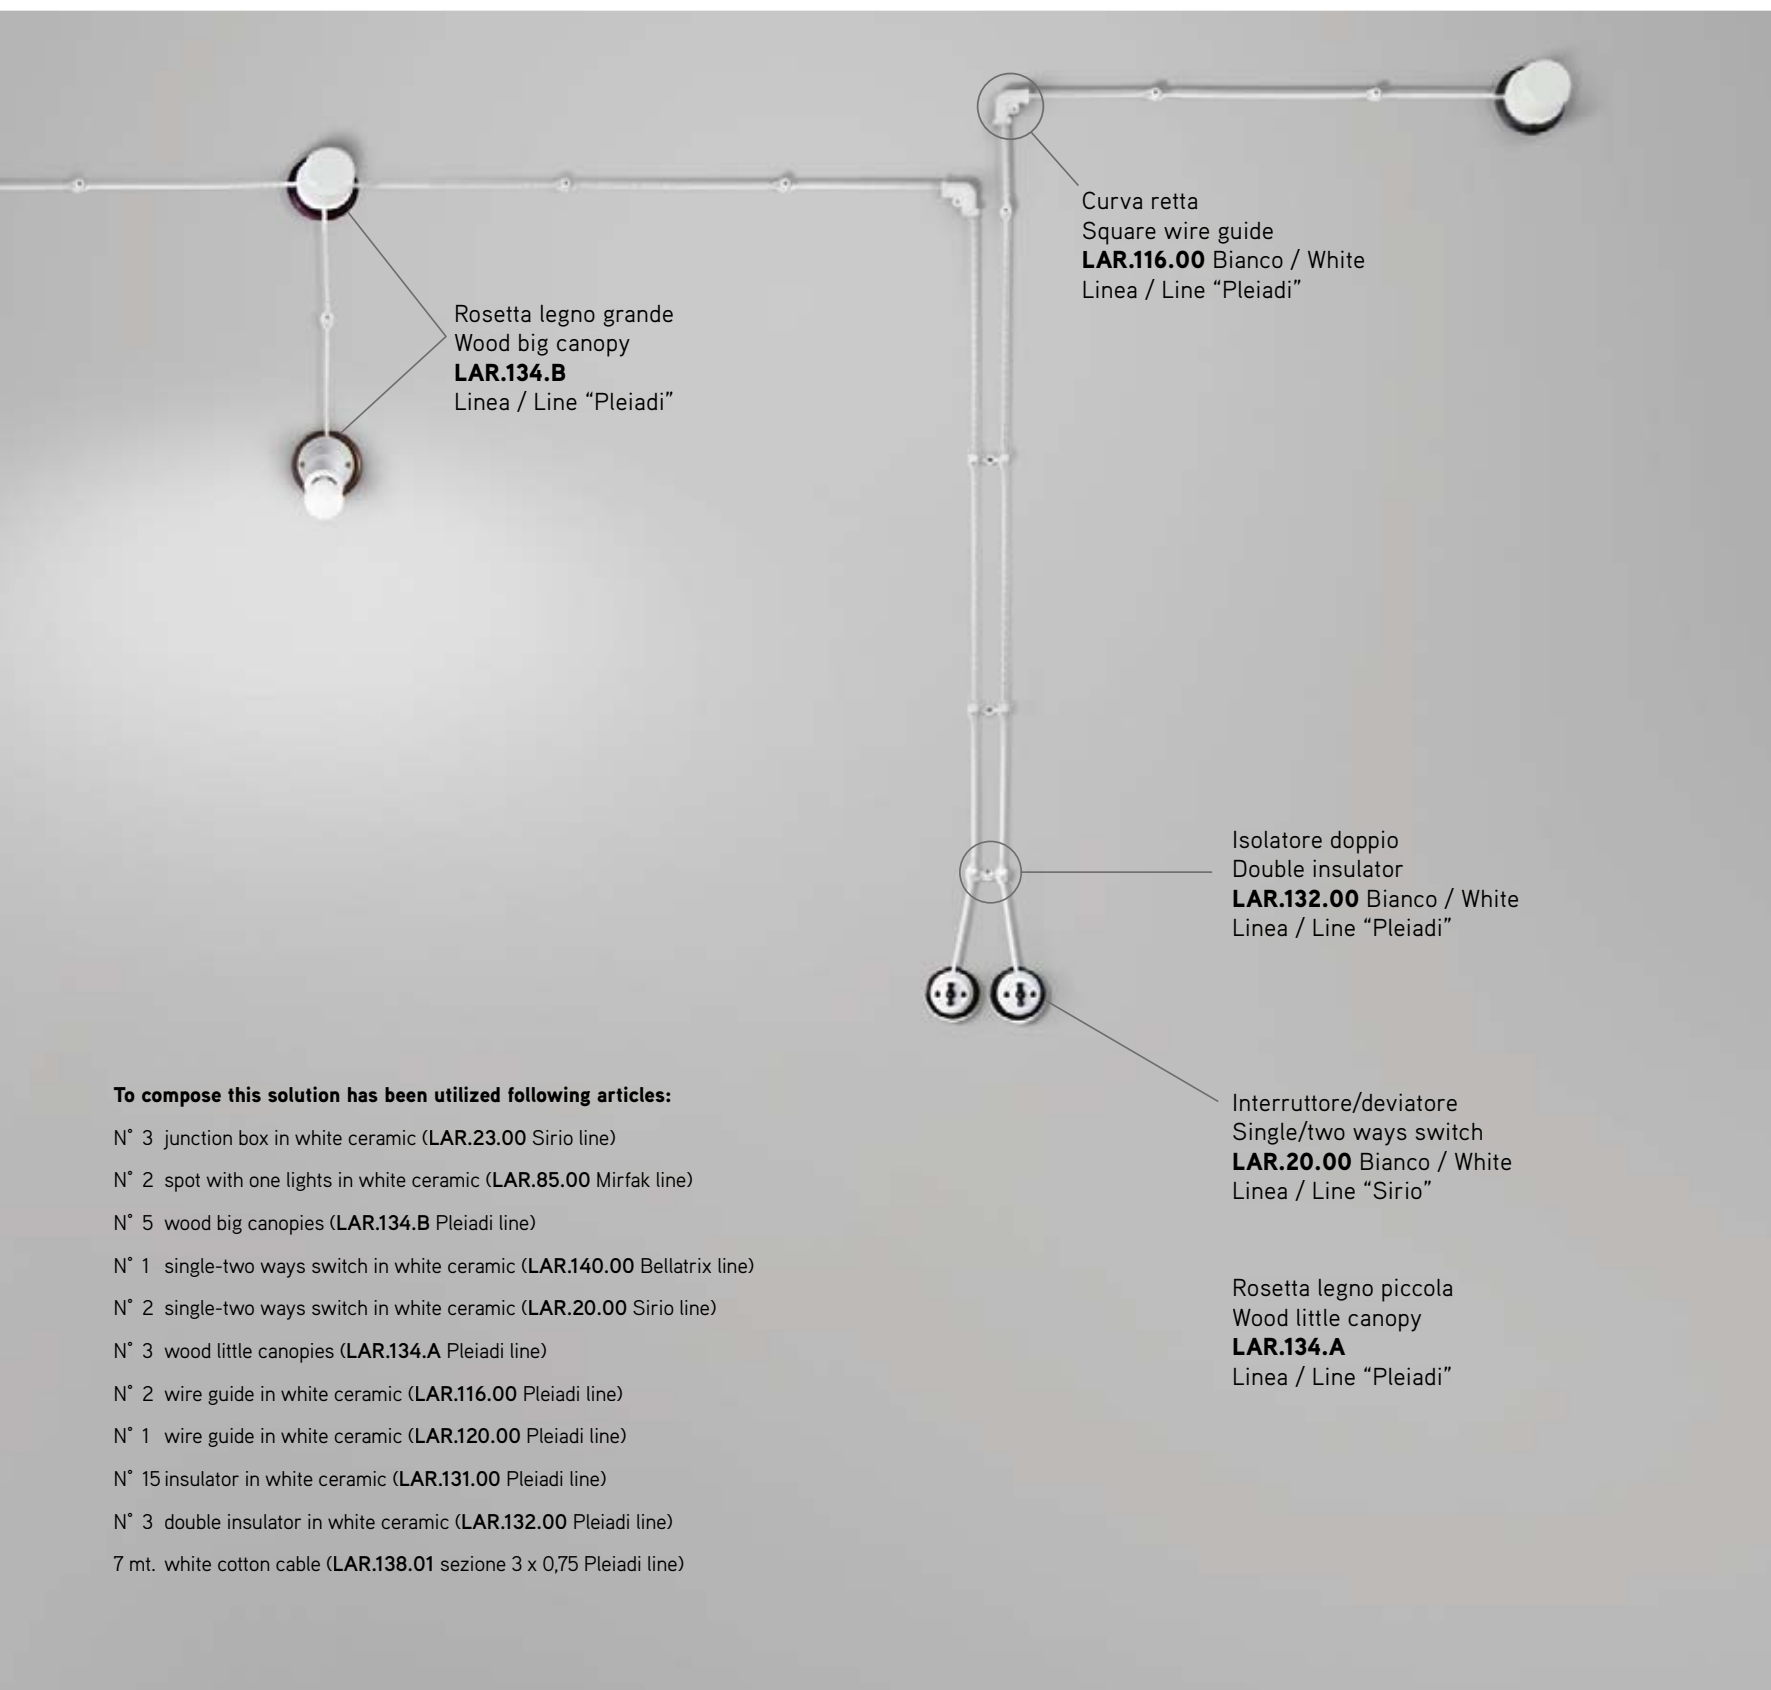 Curva retta
Square wire guide
LAR.116.00 Bianco / White
Linea / Line “Pleiadi”
Rosetta legno grande
Wood big canopy
LAR.134.B
Linea / Line “Pleiadi”
Isolatore doppio
Double insulator
LAR.132.00 Bianco / White
Linea / Line “Pleiadi”
Interruttore/deviatore
Single/two ways switch
LAR.20.00 Bianco / White
Linea / Line “Sirio”
Rosetta legno piccola
Wood little canopy
LAR.134.A
Linea / Line “Pleiadi”
To compose this solution has been utilized following articles:
N° 3 junction box in white ceramic (LAR.23.00 Sirio line)
N° 2 spot with one lights in white ceramic (LAR.85.00 Mirfak line)
N° 5 wood big canopies (LAR.134.B Pleiadi line)
N° 1 single-two ways switch in white ceramic (LAR.140.00 Bellatrix line)
N° 2 single-two ways switch in white ceramic (LAR.20.00 Sirio line)
N° 3 wood little canopies (LAR.134.A Pleiadi line)
N° 2 wire guide in white ceramic (LAR.116.00 Pleiadi line)
N° 1 wire guide in white ceramic (LAR.120.00 Pleiadi line)
N° 15 insulator in white ceramic (LAR.131.00 Pleiadi line)
N° 3 double insulator in white ceramic (LAR.132.00 Pleiadi line)
7 mt. white cotton cable (LAR.138.01 sezione 3 x 0,75 Pleiadi line)